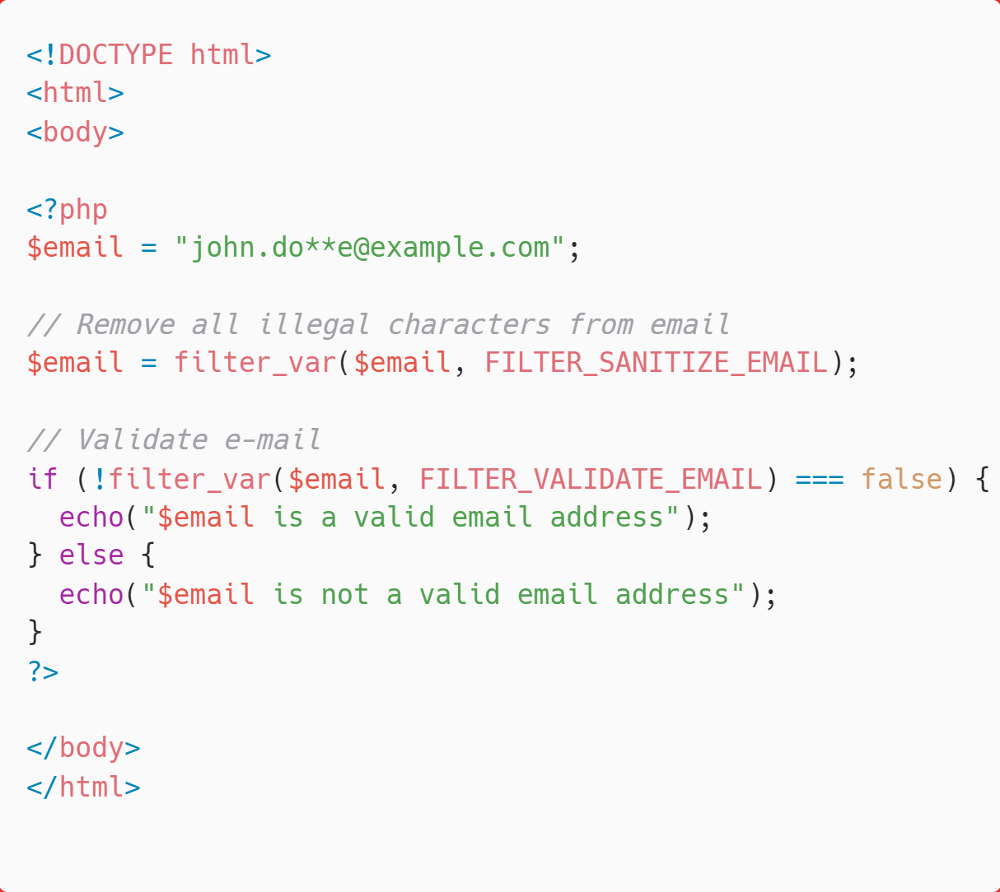 <!DOCTYPE html>
<html>
<body>
<?php
$email = "john.do**e@example.com";
// Remove all illegal characters from email
$email = filter_var($email, FILTER_SANITIZE_EMAIL);
// Validate e-mail
if (!filter_var($email, FILTER_VALIDATE_EMAIL) === false) {
  echo("$email is a valid email address");
} else {
  echo("$email is not a valid email address");
}
?>
</body>
</html>